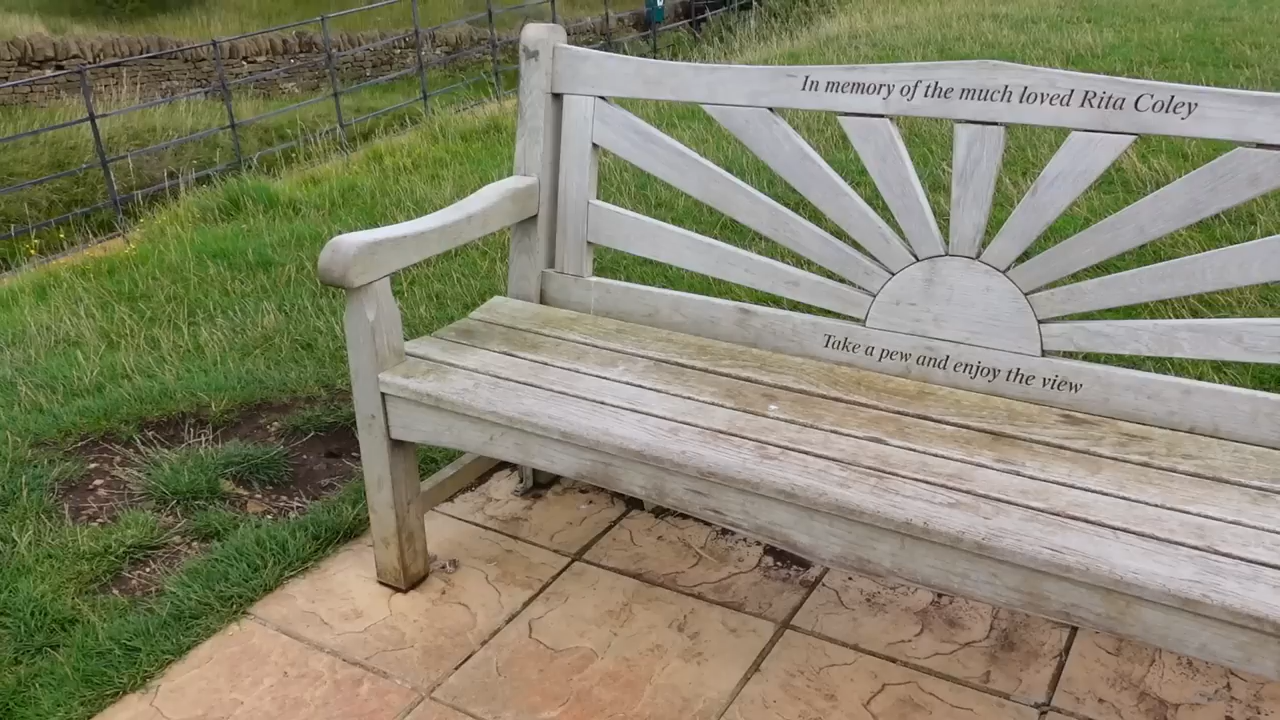 In memory of the much loved Rita Coley
Take a pew and enjoy the view